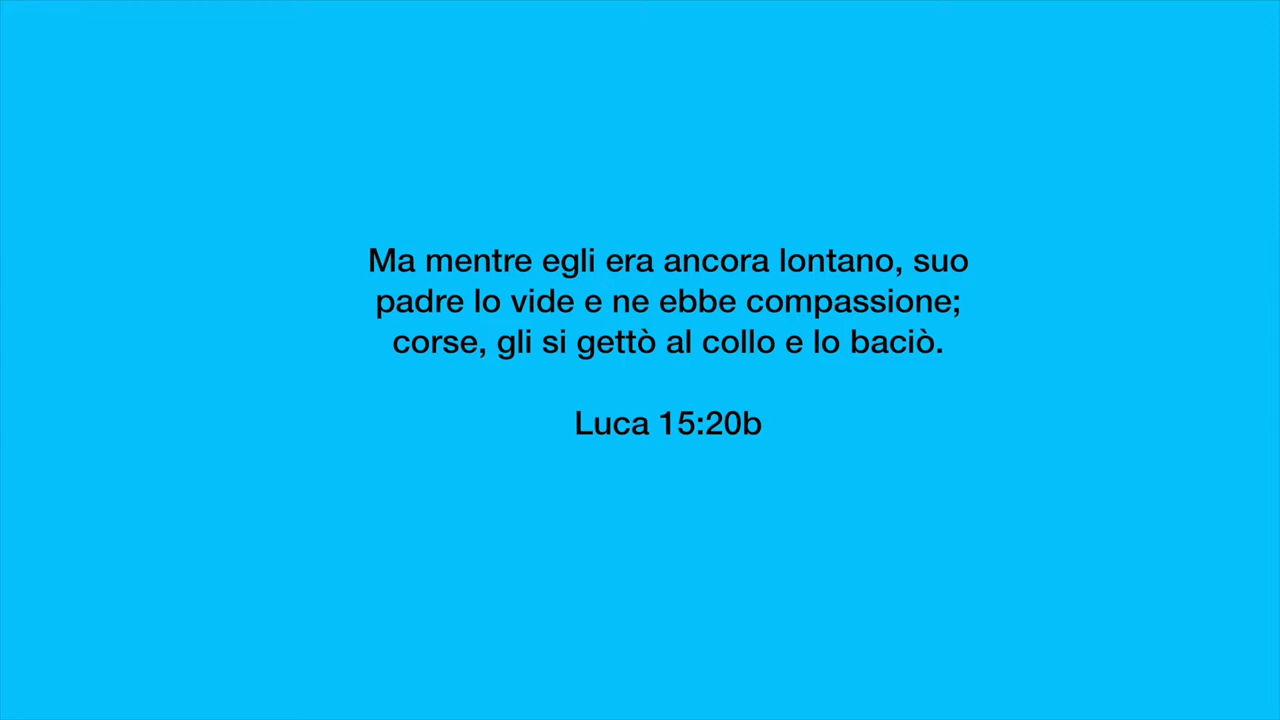 Ma mentre egli era ancora lontano, suo
padre lo vide e ne ebbe compassione;
corse, gli si gettò al collo e lo baciò.
Luca 15:20b